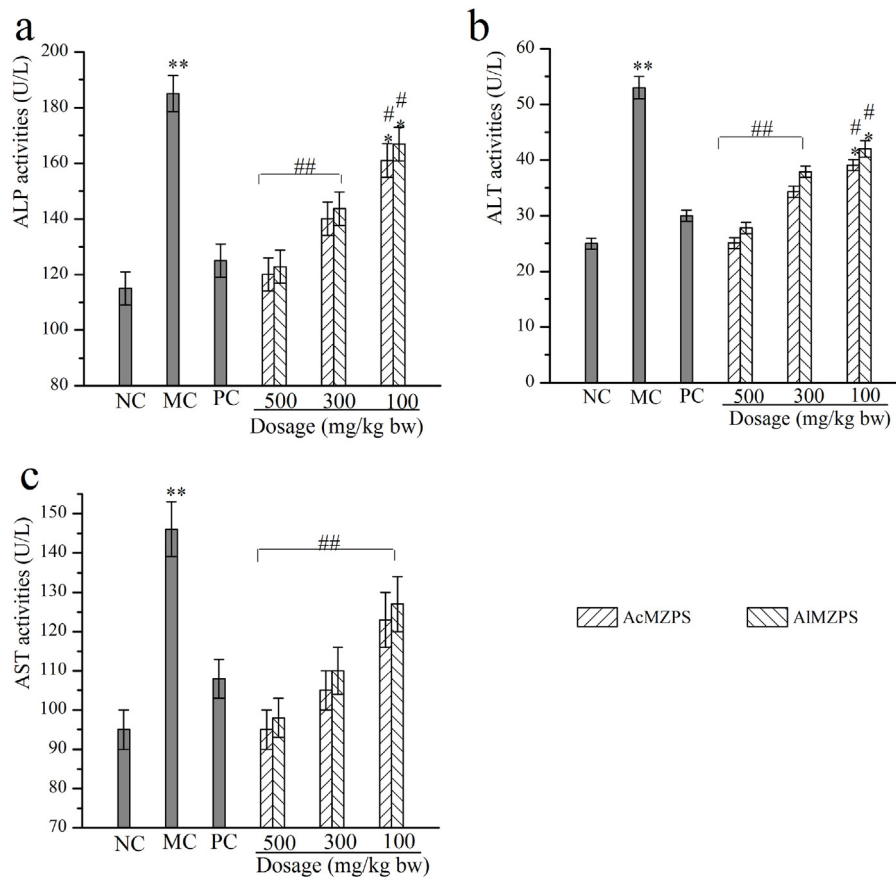 a
ALP activities (U/L)
200
180
160
140
120
100
80
**
##
#
*
#
*
NC MC PC 500 300 100
Dosage (mg/kg bw)
b
ALT activities (U/L)
60
50
40
30
20
10
0
**
##
#
*
#
*
NC MC PC 500 300 100
Dosage (mg/kg bw)
c
AST activities (U/L)
150
140
130
120
110
100
90
80
70
**
##
NC MC PC 500 300 100
Dosage (mg/kg bw)
AcMZPS AlMZPS